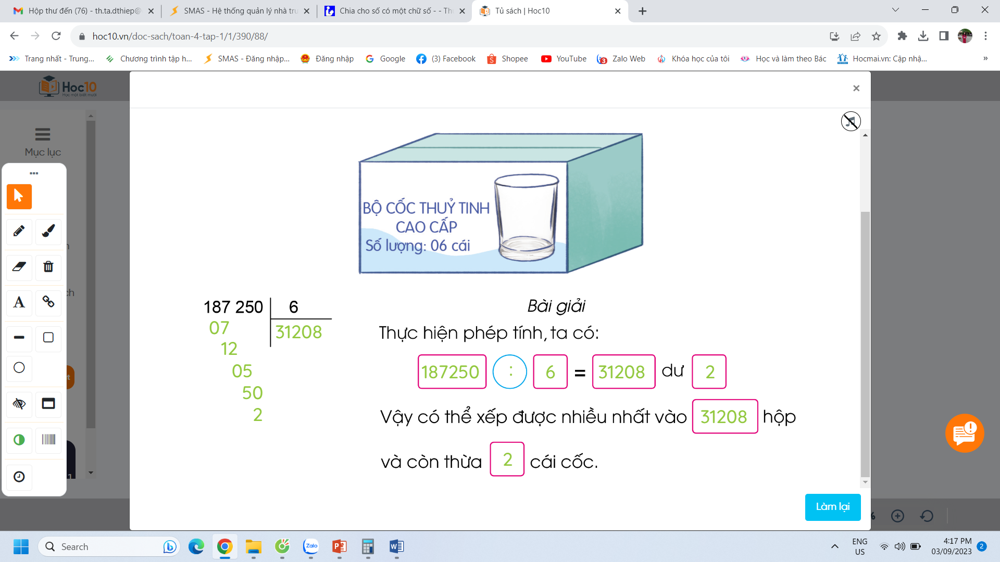 Hộp thư đến (76) - th.ta.dthiep@
SMAS - Hệ thống quản lý nhà trư
Chia cho số có một chữ số - - Th
Tủ sách | Hoc10
hoc10.vn/doc-sach/toan-4-tap-1/1/390/88/
Trang nhất - Trung...
Chương trình tập h...
SMAS - Đăng nhập...
Đăng nhập
Google
(3) Facebook
Shopee
YouTube
Zalo Web
Khóa học của tôi
Học và làm theo Bác
Hocmai.vn: Cập nhậ...
»
Hoc10
Học một biết mười
Mục lục
BỘ CỐC THUỶ TINH
CAO CẤP
Số lượng: 06 cái
187 250 6
07 31208
12
05
50
2
Bài giải
Thực hiện phép tính, ta có:
187250 : 6 = 31208 dư 2
Vậy có thể xếp được nhiều nhất vào 31208 hộp
và còn thừa 2 cái cốc.
Làm lại
A
Search
Zalo
ENG
US
4:17 PM
03/09/2023
2